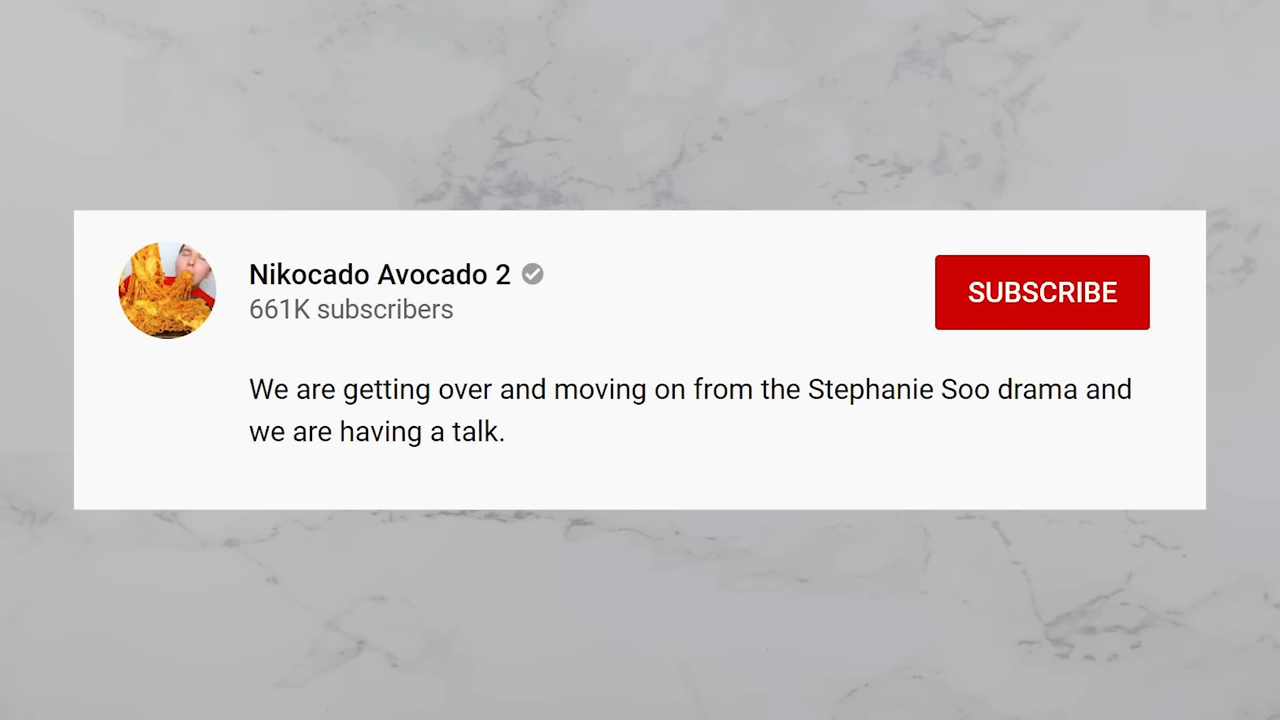 Nikocado Avocado 2
661K subscribers
SUBSCRIBE
We are getting over and moving on from the Stephanie Soo drama and
we are having a talk.